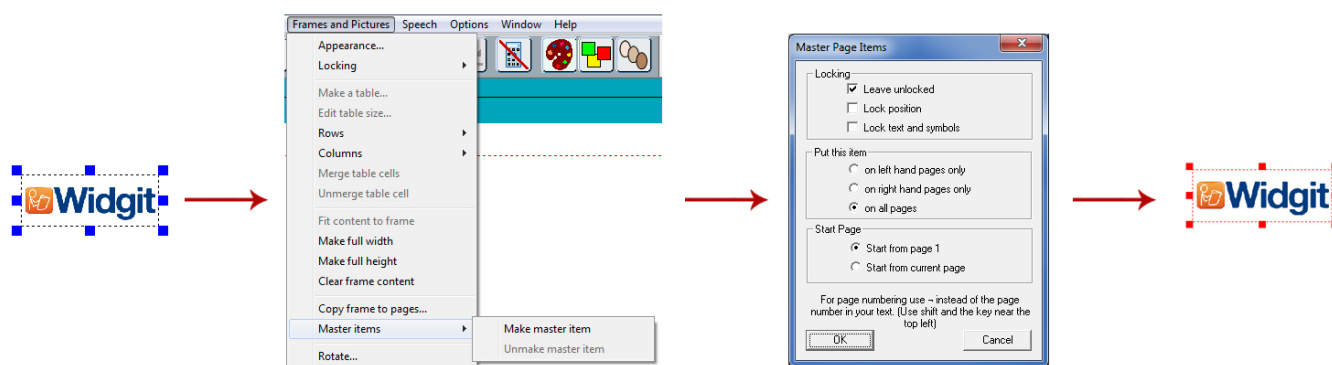 Widgit
Frames and Pictures Speech Options Window Help
Appearance...
Locking
Make a table...
Edit table size...
Rows
Columns
Merge table cells
Unmerge table cell
Fit content to frame
Make full width
Make full height
Clear frame content
Copy frame to pages...
Master items
Make master item
Unmake master item
Rotate...
Master Page Items
Locking
Leave unlocked
Lock position
Lock text and symbols
Put this item
on left hand pages only
on right hand pages only
on all pages
Start Page
Start from page 1
Start from current page
For page numbering use ¬ instead of the page
number in your text. (Use shift and the key near the
top left)
OK Cancel
Widgit